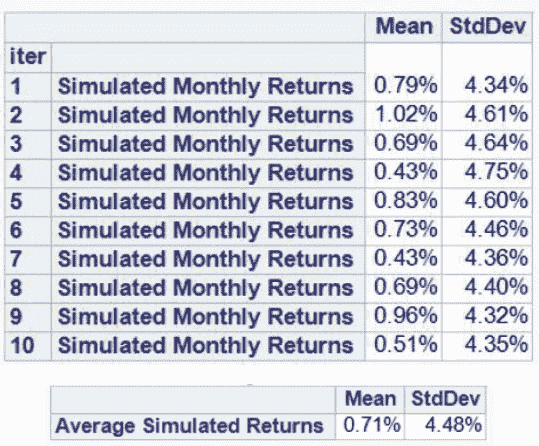 Mean StdDev
iter
1 Simulated Monthly Returns 0.79% 4.34%
2 Simulated Monthly Returns 1.02% 4.61%
3 Simulated Monthly Returns 0.69% 4.64%
4 Simulated Monthly Returns 0.43% 4.75%
5 Simulated Monthly Returns 0.83% 4.60%
6 Simulated Monthly Returns 0.73% 4.46%
7 Simulated Monthly Returns 0.43% 4.36%
8 Simulated Monthly Returns 0.69% 4.40%
9 Simulated Monthly Returns 0.96% 4.32%
10 Simulated Monthly Returns 0.51% 4.35%
Mean StdDev
Average Simulated Returns 0.71% 4.48%